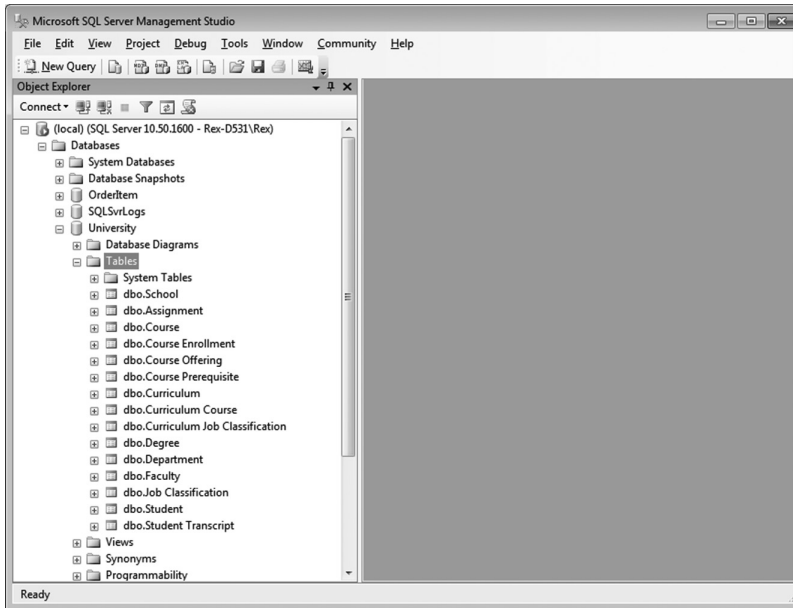 Microsoft SQL Server Management Studio
File Edit View Project Debug Tools Window Community Help
New Query
Object Explorer
Connect
(local) (SQL Server 10.50.1600 - Rex-D531\Rex)
Databases
System Databases
Database Snapshots
OrderItem
SQLSvrLogs
University
Database Diagrams
Tables
System Tables
dbo.School
dbo.Assignment
dbo.Course
dbo.Course Enrollment
dbo.Course Offering
dbo.Course Prerequisite
dbo.Curriculum
dbo.Curriculum Course
dbo.Curriculum Job Classification
dbo.Degree
dbo.Department
dbo.Faculty
dboJob Classification
dbo.Student
dbo.Student Transcript
Views
Synonyms
Programmability
Ready